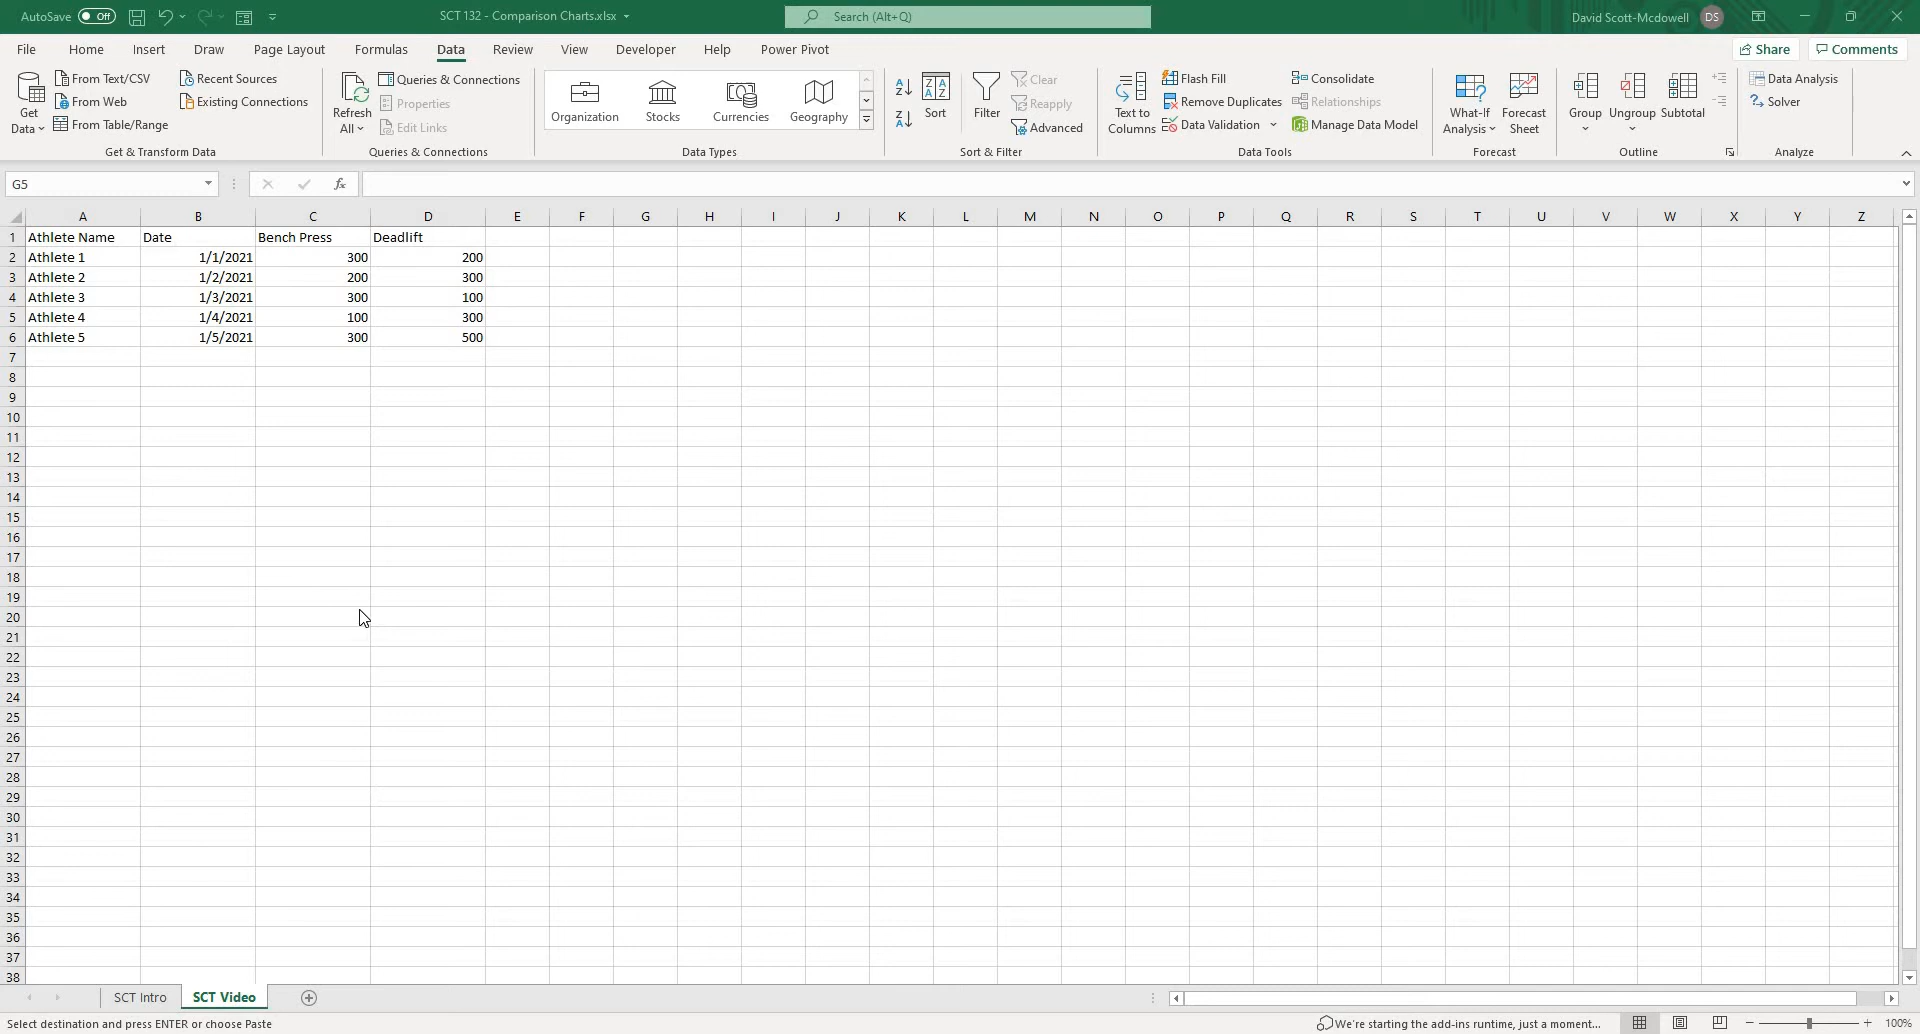 AutoSave Off SCT 132 - Comparison Charts.xlsx Search (Alt+Q) David Scott-Mcdowell DS
File Home Insert Draw Page Layout Formulas Data Review View Developer Help Power Pivot Share Comments
Get Data
From Text/CSV
From Web
From Table/Range
Recent Sources
Existing Connections
Get & Transform Data
Refresh All
Queries & Connections
Properties
Edit Links
Queries & Connections
Organization Stocks Currencies Geography
Data Types
Sort
Filter
Clear
Reapply
Advanced
Sort & Filter
Text to Columns
Flash Fill
Remove Duplicates
Data Validation
Consolidate
Relationships
Manage Data Model
Data Tools
What-If Analysis
Forecast Sheet
Forecast
Group Ungroup Subtotal
Outline
Data Analysis
Solver
Analyze
G5 fx
A B C D E F G H I J K L M N O P Q R S T U V W X Y Z
1 Athlete Name Date Bench Press Deadlift
2 Athlete 1 1/1/2021 300 200
3 Athlete 2 1/2/2021 200 300
4 Athlete 3 1/3/2021 300 100
5 Athlete 4 1/4/2021 100 300
6 Athlete 5 1/5/2021 300 500
7
8
9
10
11
12
13
14
15
16
17
18
19
20
21
22
23
24
25
26
27
28
29
30
31
32
33
34
35
36
37
38
SCT Intro SCT Video
Select destination and press ENTER or choose Paste We're starting the add-ins runtime, just a moment... 100%